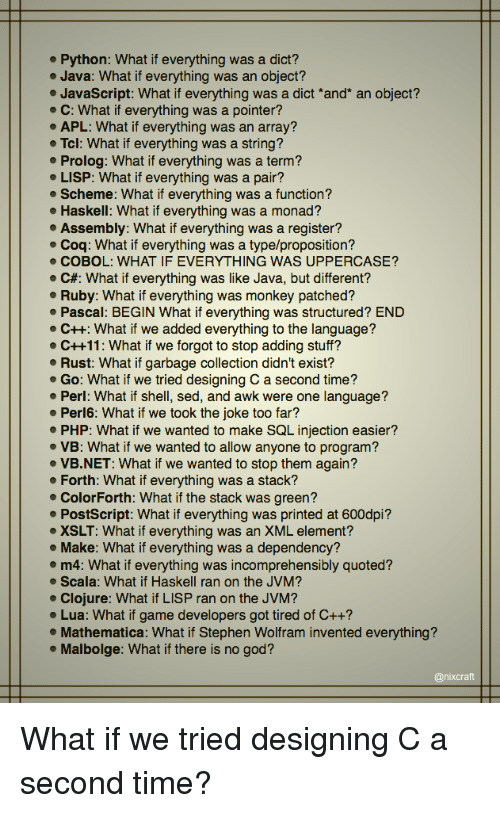 • Python: What if everything was a dict?
• Java: What if everything was an object?
• JavaScript: What if everything was a dict *and* an object?
• C: What if everything was a pointer?
• APL: What if everything was an array?
• Tcl: What if everything was a string?
• Prolog: What if everything was a term?
• LISP: What if everything was a pair?
• Scheme: What if everything was a function?
• Haskell: What if everything was a monad?
• Assembly: What if everything was a register?
• Coq: What if everything was a type/proposition?
• COBOL: WHAT IF EVERYTHING WAS UPPERCASE?
• C#: What if everything was like Java, but different?
• Ruby: What if everything was monkey patched?
• Pascal: BEGIN What if everything was structured? END
• C++: What if we added everything to the language?
• C++11: What if we forgot to stop adding stuff?
• Rust: What if garbage collection didn't exist?
• Go: What if we tried designing C a second time?
• Perl: What if shell, sed, and awk were one language?
• Perl6: What if we took the joke too far?
• PHP: What if we wanted to make SQL injection easier?
• VB: What if we wanted to allow anyone to program?
• VB.NET: What if we wanted to stop them again?
• Forth: What if everything was a stack?
• ColorForth: What if the stack was green?
• PostScript: What if everything was printed at 600dpi?
• XSLT: What if everything was an XML element?
• Make: What if everything was a dependency?
• m4: What if everything was incomprehensibly quoted?
• Scala: What if Haskell ran on the JVM?
• Clojure: What if LISP ran on the JVM?
• Lua: What if game developers got tired of C++?
• Mathematica: What if Stephen Wolfram invented everything?
• Malbolge: What if there is no god?
@nixcraft
What if we tried designing C a
second time?